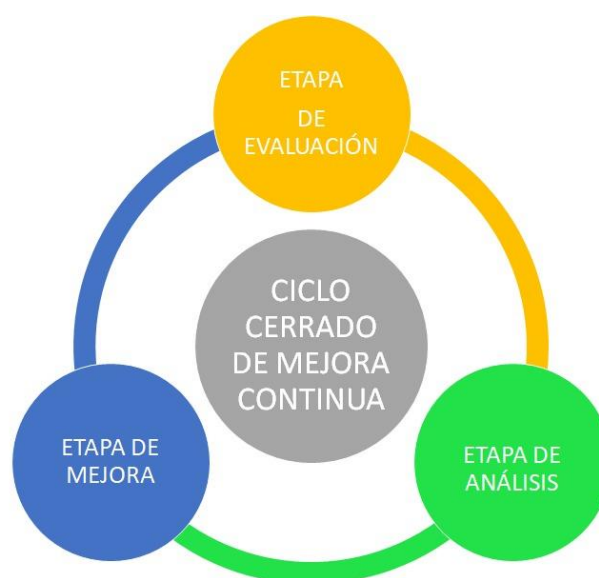 ETAPA
DE
EVALUACIÓN
CICLO
CERRADO
DE MEJORA
CONTINUA
ETAPA DE
MEJORA
ETAPA DE
ANÁLISIS